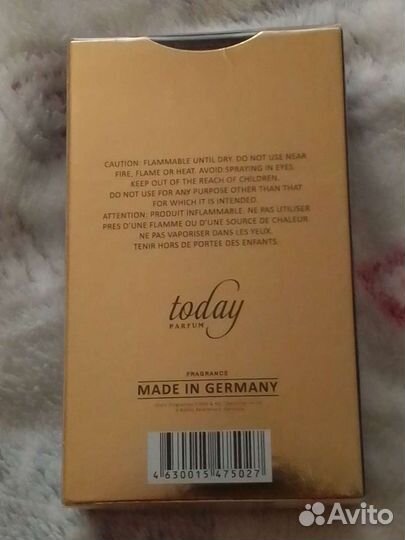 CAUTION: FLAMMABLE UNTIL DRY. DO NOT USE NEAR
FIRE, FLAME OR HEAT. AVOID SPRAYING IN EYES.
KEEP OUT OF THE REACH OF CHILDREN.
DO NOT USE FOR ANY PURPOSE OTHER THAN THAT
FOR WHICH IT IS INTENDED.
ATTENTION: PRODUIT INFLAMMABLE. NE PAS UTILISER
PRES D'UNE FLAMME OU D'UNE SOURCE DE CHALEUR.
NE PAS VAPORISER DANS LES YEUX.
TENIR HORS DE PORTEE DES ENFANTS.
today
PARFUM
FRAGRANCE
MADE IN GERMANY
4 630015 475027
Avito